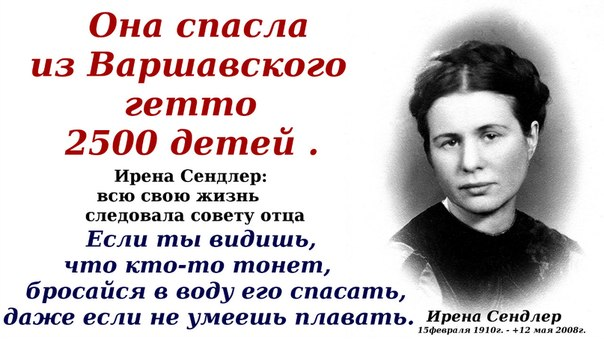 Она спасла
из Варшавского
гетто
2500 детей .
Ирена Сендлер:
всю свою жизнь
следовала совету отца
Если ты видишь,
что кто-то тонет,
бросайся в воду его спасать,
даже если не умеешь плавать.
Ирена Сендлер
15февраля 1910г. - +12 мая 2008г.